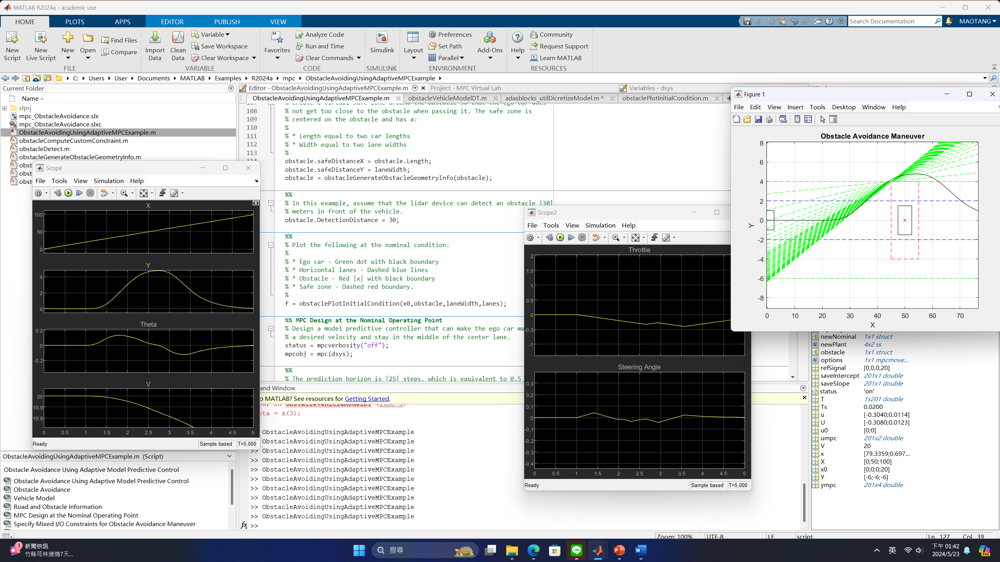 MATLAB R2024a - academic use
HOME PLOTS APPS EDITOR PUBLISH VIEW
Search Documentation
MAOTANG
New Script
New Live Script
New
Open
Find Files
Compare
FILE
Import Data
Clean Data
Variable
Save Workspace
Clear Workspace
VARIABLE
Favorites
Analyze Code
Run and Time
Clear Commands
CODE
Simulink
SIMULINK
Layout
Preferences
Set Path
Parallel
Add-Ons
ENVIRONMENT
Help
Community
Request Support
Learn MATLAB
RESOURCES
C: Users User Documents MATLAB Examples R2024a mpc ObstacleAvoidingUsingAdaptiveMPCExample
Current Folder
Name
slprj
mpc_ObstacleAvoidance.slx
mpc_ObstacleAvoidance.slxc
ObstacleAvoidingUsingAdaptiveMPCExample.m
obstacleComputeCustomConstraint.m
obstacleDetect.m
obstacleGenerateObstacleGeometryInfo.m
obst
obst
obst
Editor - ObstacleAvoidingUsingAdaptiveMPCExample.m
Project - MPC Virtual Lab
Variables - dsys
ObstacleAvoidingUsingAdaptiveMPCExample.m
obstacleVehicleModelDT.m
adasblocks_utilDicretizeModel.m *
obstaclePlotInitialCondition.m
107 % Create a virtual safe zone around the obstacle so that the ego car does
108 % not get too close to the obstacle when passing it. The safe zone is
109 % centered on the obstacle and has a:
110 %
111 % * Length equal to two car lengths
112 % * Width equal to two lane widths
113 %
114 obstacle.safeDistanceX = obstacle.Length;
obstacle.safeDistanceY = laneWidth;
obstacle = obstacleGenerateObstacleGeometryInfo(obstacle);
%%
% In this example, assume that the lidar device can detect an obstacle |30|
% meters in front of the vehicle.
obstacle.DetectionDistance = 30;
%%
% Plot the following at the nominal condition:
%
% * Ego car - Green dot with black boundary
% * Horizontal lanes - Dashed blue lines
% * Obstacle - Red |x| with black boundary
% * Safe zone - Dashed red boundary.
%
f = obstaclePlotInitialCondition(x0,obstacle,laneWidth,lanes);
%% MPC Design at the Nominal Operating Point
% Design a model predictive controller that can make the ego car ma
% a desired velocity and stay in the middle of the center lane.
status = mpcverbosity("off");
mpcobj = mpc(dsys);
%%
% The prediction horizon is |25| steps, which is equivalent to 0.5
and Window
o MATLAB? See resources for Getting Started.
or in obstacleVehicleModelDT (line 5)
eta = x(3);
ObstacleAvoidingUsingAdaptiveMPCExample
ObstacleAvoidingUsingAdaptiveMPCExample
>> ObstacleAvoidingUsingAdaptiveMPCExample
>> ObstacleAvoidingUsingAdaptiveMPCExample
>> ObstacleAvoidingUsingAdaptiveMPCExample
>> ObstacleAvoidingUsingAdaptiveMPCExample
>> ObstacleAvoidingUsingAdaptiveMPCExample
>> ObstacleAvoidingUsingAdaptiveMPCExample
>> ObstacleAvoidingUsingAdaptiveMPCExample
>> ObstacleAvoidingUsingAdaptiveMPCExample
fx >>
Scope
File Tools View Simulation Help
X
100
50
0
Y
4
2
0
Theta
0.2
0
-0.2
V
20
19.9
19.8
0 0.5 1 1.5 2 2.5 3 3.5 4 4.5 5
Ready
Sample based T=5.000
Scope2
File Tools View Simulation Help
Throttle
2
1.5
1
0.5
0
-0.5
-1
Steering Angle
0.3
0.2
0.1
0
-0.1
-0.2
-0.3
-0.4
0 0.5 1 1.5 2 2.5 3 3.5 4 4.5 5
Ready
Sample based T=5.000
Figure 1
File Edit View Insert Tools Desktop Window Help
Obstacle Avoidance Maneuver
8
6
4
2
0
-2
-4
-6
-8
Y
0 10 20 30 40 50 60 70
X
newNominal 1x1 struct
newPlant 4x2 ss
obstacle 1x1 struct
options 1x1 mpcmove...
refSignal [0,0,0,20]
saveIntercept 201x1 double
saveSlope 201x1 double
status 'on'
T 1x201 double
Ts 0.0200
u [-0.3040;0.0114]
U [-0.3080;0.0123]
u0 [0;0]
umpc 201x2 double
V 20
x [79.3359;0.697...
X [0;50;100]
x0 [0;0;0;20]
Y [-6;-6;-6]
ympc 201x4 double
ObstacleAvoidingUsingAdaptiveMPCExample.m (Script)
Obstacle Avoidance Using Adaptive Model Predictive Control
Obstacle Avoidance Using Adaptive Model Predictive Control
Obstacle Avoidance
Vehicle Model
Road and Obstacle Information
MPC Design at the Nominal Operating Point
Specify Mixed I/O Constraints for Obstacle Avoidance Maneuver
Zoom: 100% UTF-8 LF script Ln 127 Col 39
1
新聞快訊
竹縣芎林連燒7天...
搜尋
LINE
英
下午 01:42
2024/5/23
PRE